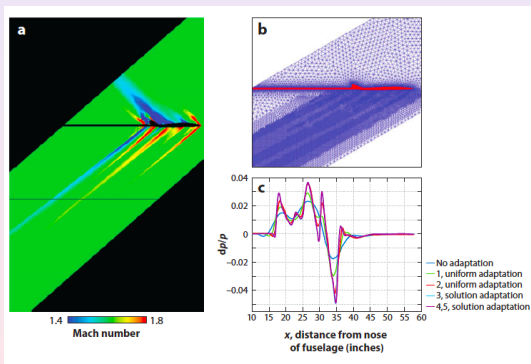 a
b
1.4
1.8
Mach number
c
0.04
0.02
0
−0.02
−0.04
dp/p
10 15 20 25 30 35 40 45 50 55 60
x, distance from nose
of fuselage (inches)
No adaptation
1, uniform adaptation
2, uniform adaptation
3, solution adaptation
4,5, solution adaptation